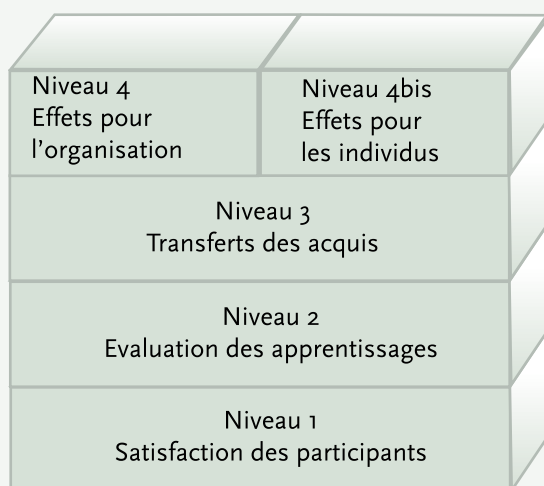 Niveau 4
Effets pour
l’organisation
Niveau 4bis
Effets pour
les individus
Niveau 3
Transferts des acquis
Niveau 2
Evaluation des apprentissages
Niveau 1
Satisfaction des participants